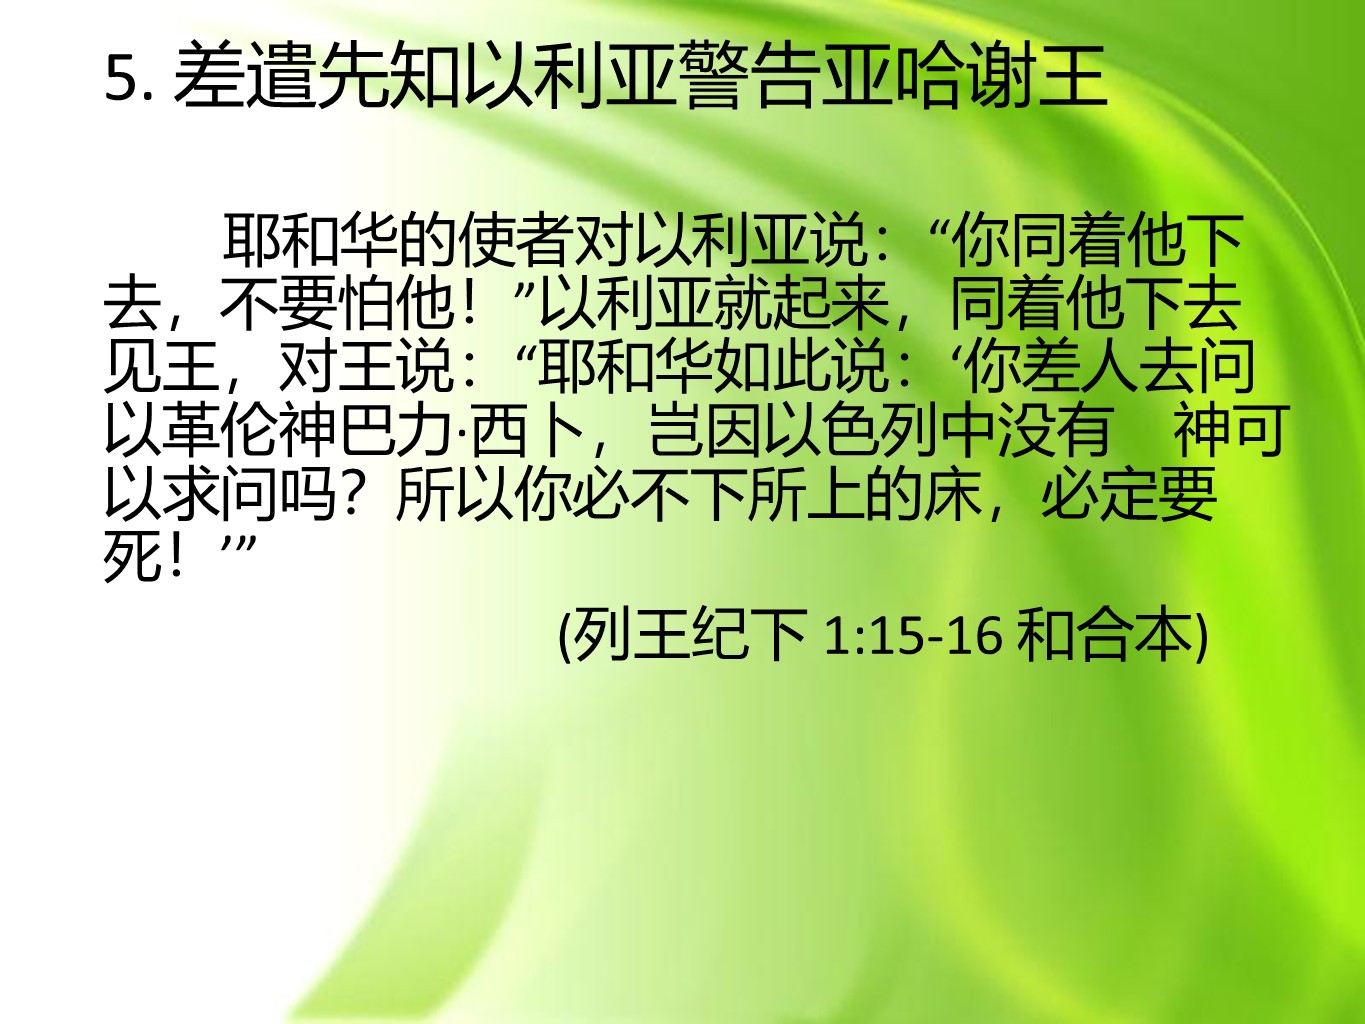 5. 差遣先知以利亚警告亚哈谢王
耶和华的使者对以利亚说：“你同着他下
去，不要怕他！”以利亚就起来，同着他下去
见王，对王说：“耶和华如此说：‘你差人去问
以革伦神巴力·西卜，岂因以色列中没有　神可
以求问吗？所以你必不下所上的床，必定要
死！’”
(列王纪下 1:15-16 和合本)